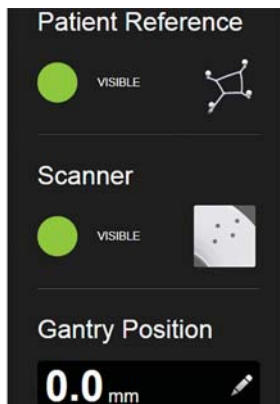 Patient Reference
VISIBLE
Scanner
VISIBLE
Gantry Position
0.0 mm